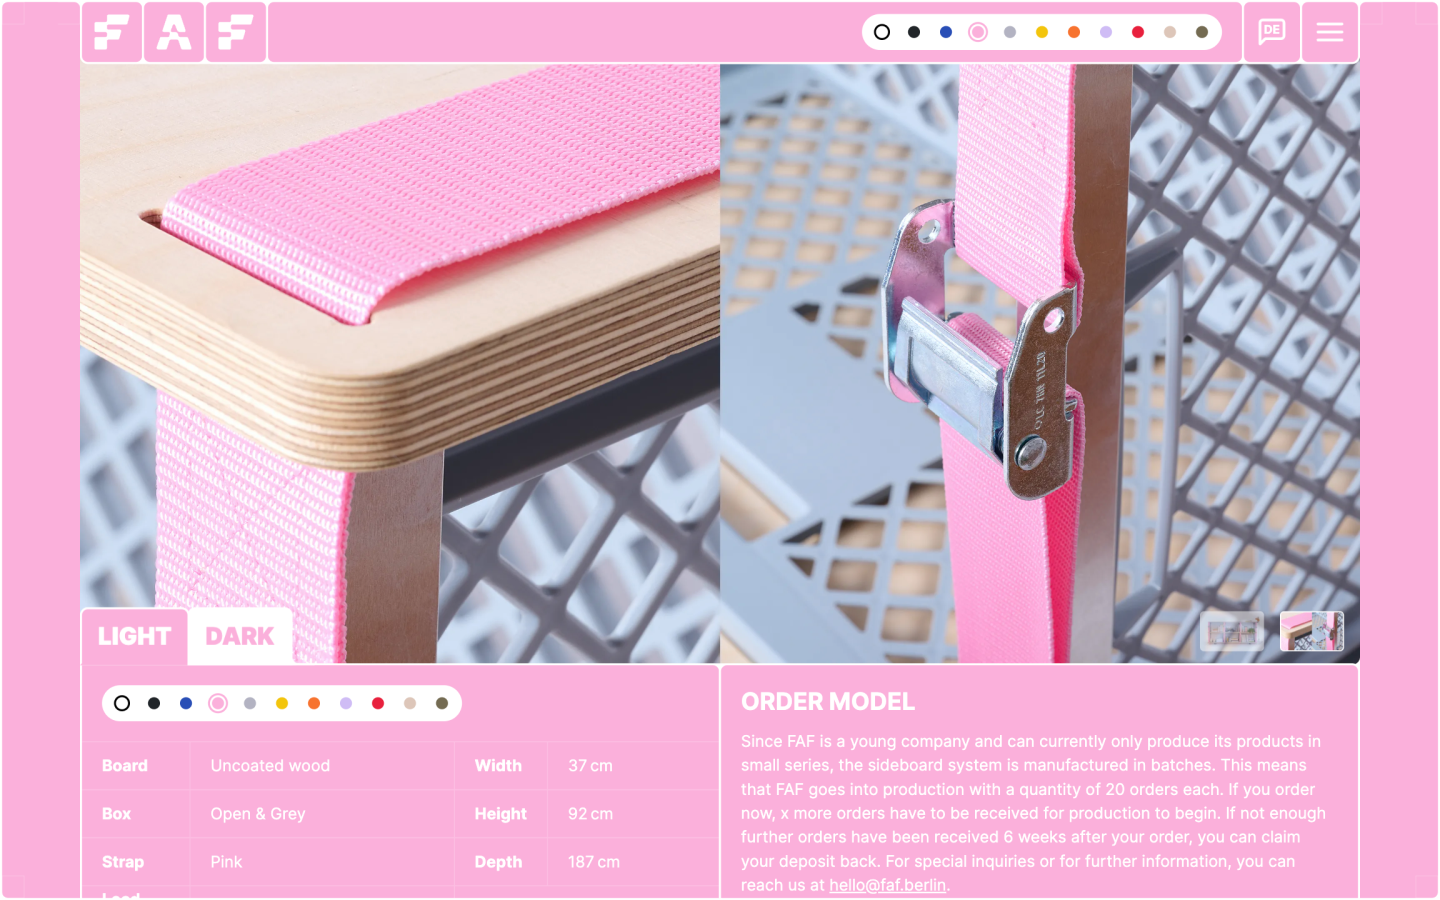 FAF
DE
LIGHT
DARK
Board
Uncoated wood
Width
37 cm
Box
Open & Grey
Height
92 cm
Strap
Pink
Depth
187 cm
ORDER MODEL
Since FAF is a young company and can currently only produce its products in
small series, the sideboard system is manufactured in batches. This means
that FAF goes into production with a quantity of 20 orders each. If you order
now, x more orders have to be received for production to begin. If not enough
further orders have been received 6 weeks after your order, you can claim
your deposit back. For special inquiries or for further information, you can
reach us at hello@faf.berlin.